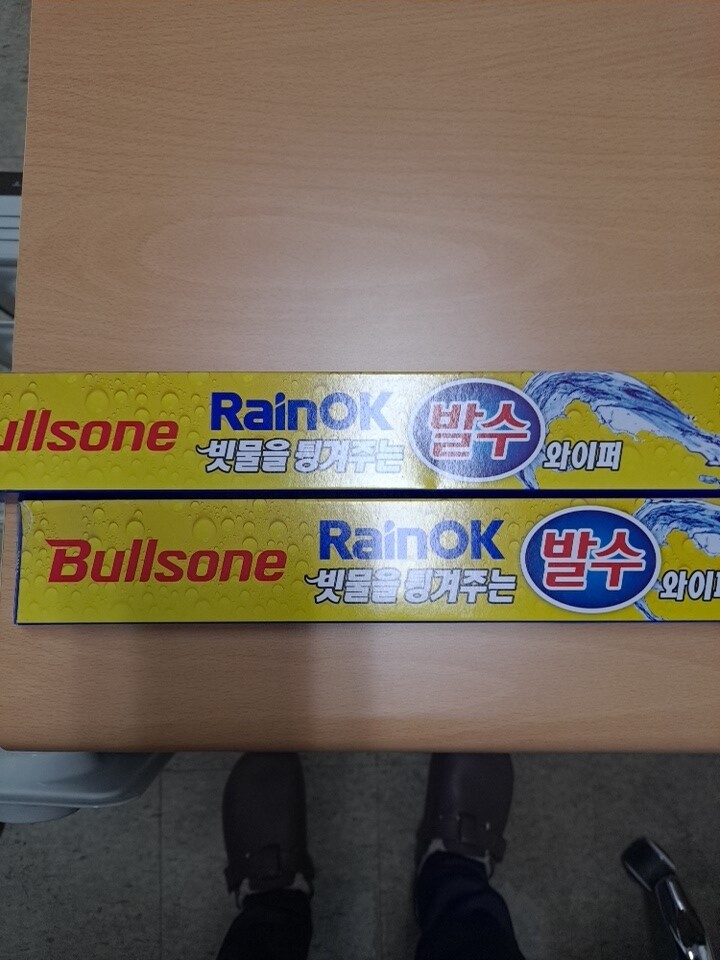 ullsone
RainOK
빗물을 튕겨주는 발수 와이퍼
Bullsone
RainOK
빗물을 튕겨주는 발수 와이퍼